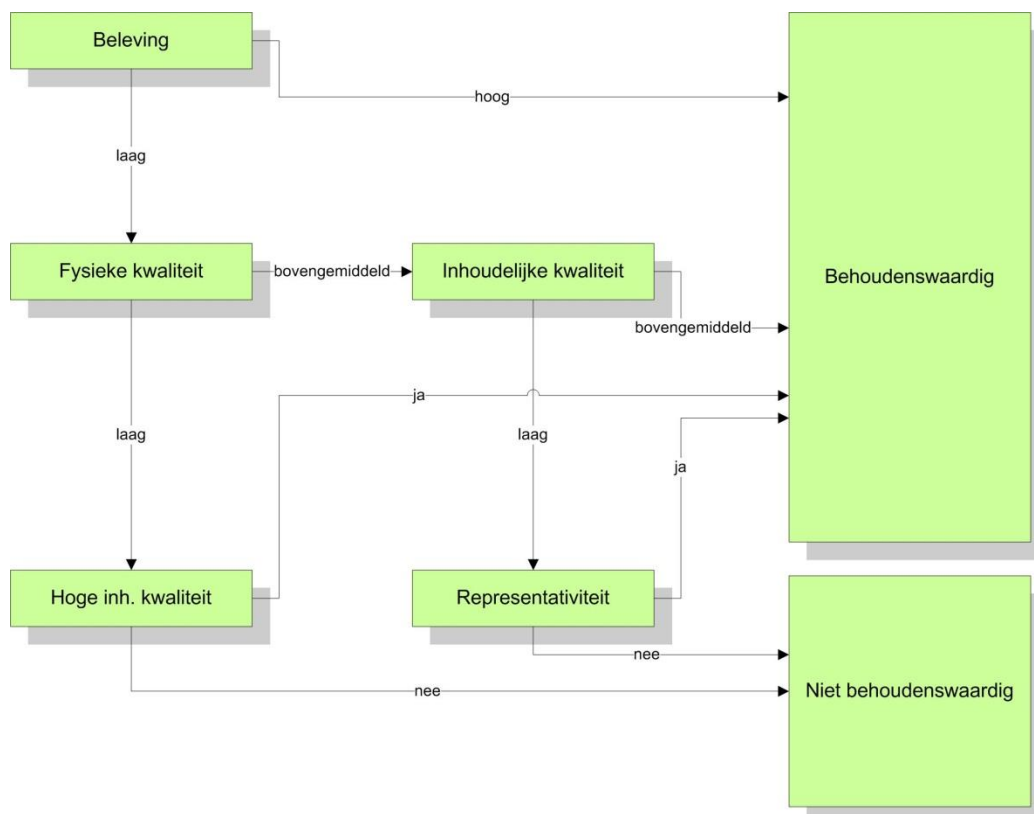 Beleving
hoog
laag
Fysieke kwaliteit
bovengemiddeld
Inhoudelijke kwaliteit
Behoudenswaardig
bovengemiddeld
ja
laag
laag
ja
Hoge inh. kwaliteit
Representativiteit
nee
nee
Niet behoudenswaardig